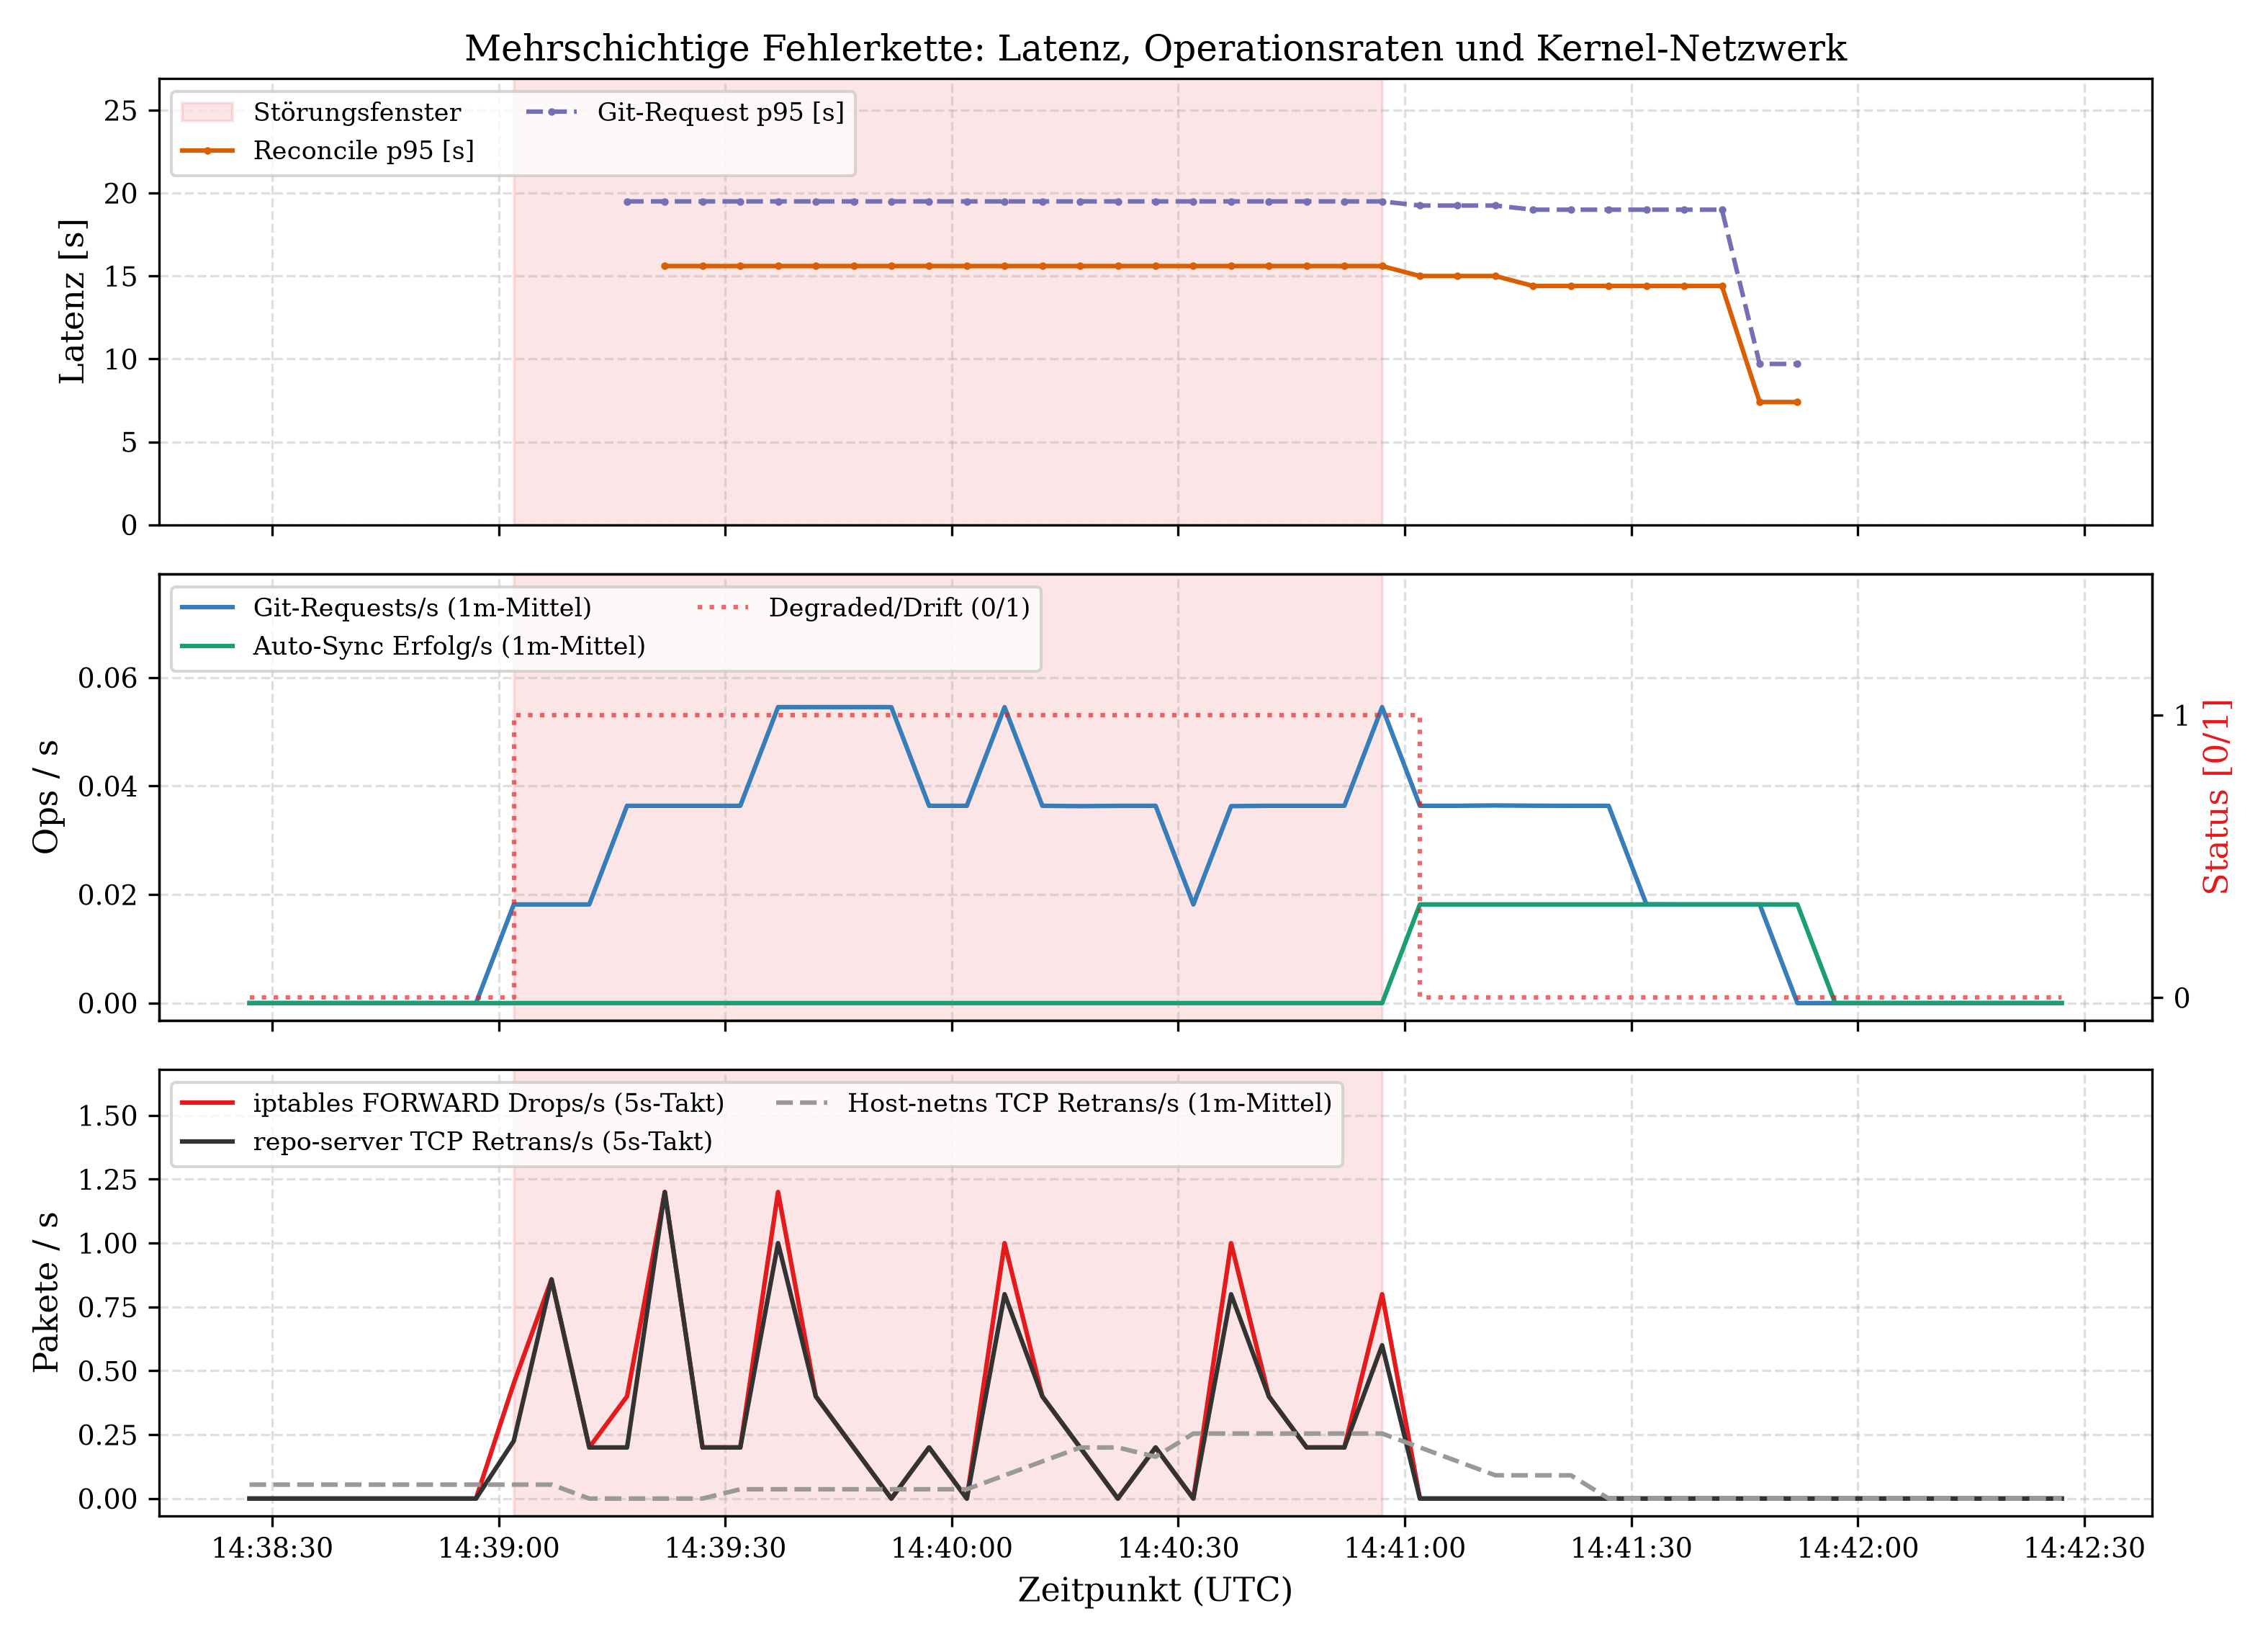 Mehrschichtige Fehlerkette: Latenz, Operationsraten und Kernel-Netzwerk
Latenz [s]
25
20
15
10
5
0
Störungsfenster
Reconcile p95 [s]
Git-Request p95 [s]
Ops / s
0.06
0.04
0.02
0.00
Git-Requests/s (1m-Mittel)
Auto-Sync Erfolg/s (1m-Mittel)
Degraded/Drift (0/1)
1
0
Status [0/1]
Pakete / s
1.50
1.25
1.00
0.75
0.50
0.25
0.00
iptables FORWARD Drops/s (5s-Takt)
repo-server TCP Retrans/s (5s-Takt)
Host-netns TCP Retrans/s (1m-Mittel)
14:38:30 14:39:00 14:39:30 14:40:00 14:40:30 14:41:00 14:41:30 14:42:00 14:42:30
Zeitpunkt (UTC)